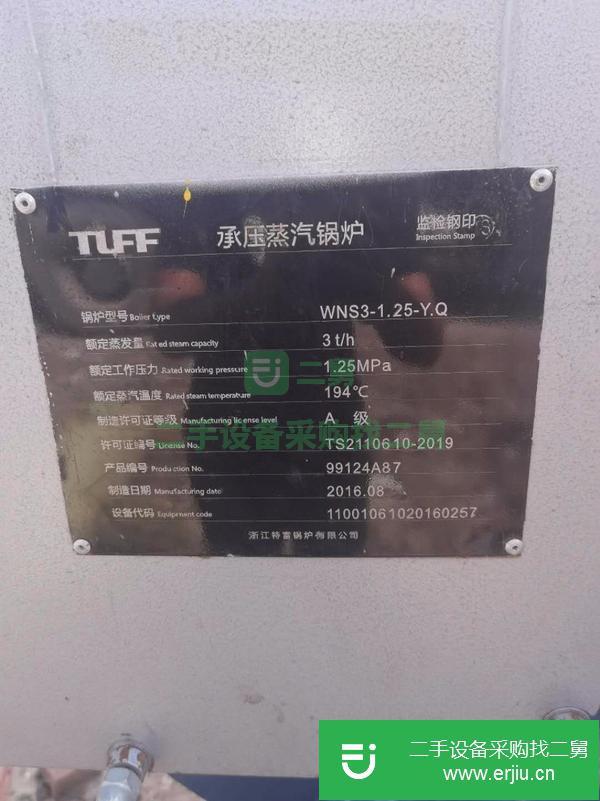 TUFF 承压蒸汽锅炉 监检钢印
Inspection Stamp
锅炉型号 Boiler type WNS3-1.25-Y.Q
额定蒸发量 Rated steam capacity 3 t/h
额定工作压力 Rated working pressure 1.25MPa
额定蒸汽温度 Rated steam temperature 194℃
制造许可证等级 Manufacturing license level A 级
许可证编号 License No. TS2110610-2019
产品编号 Production No. 99124A87
制造日期 Manufacturing date 2016.08
设备代码 Equipment code 11001061020160257
浙江特富锅炉有限公司
二舅
二手设备采购找二舅
二手设备采购找二舅
www.erjiu.cn